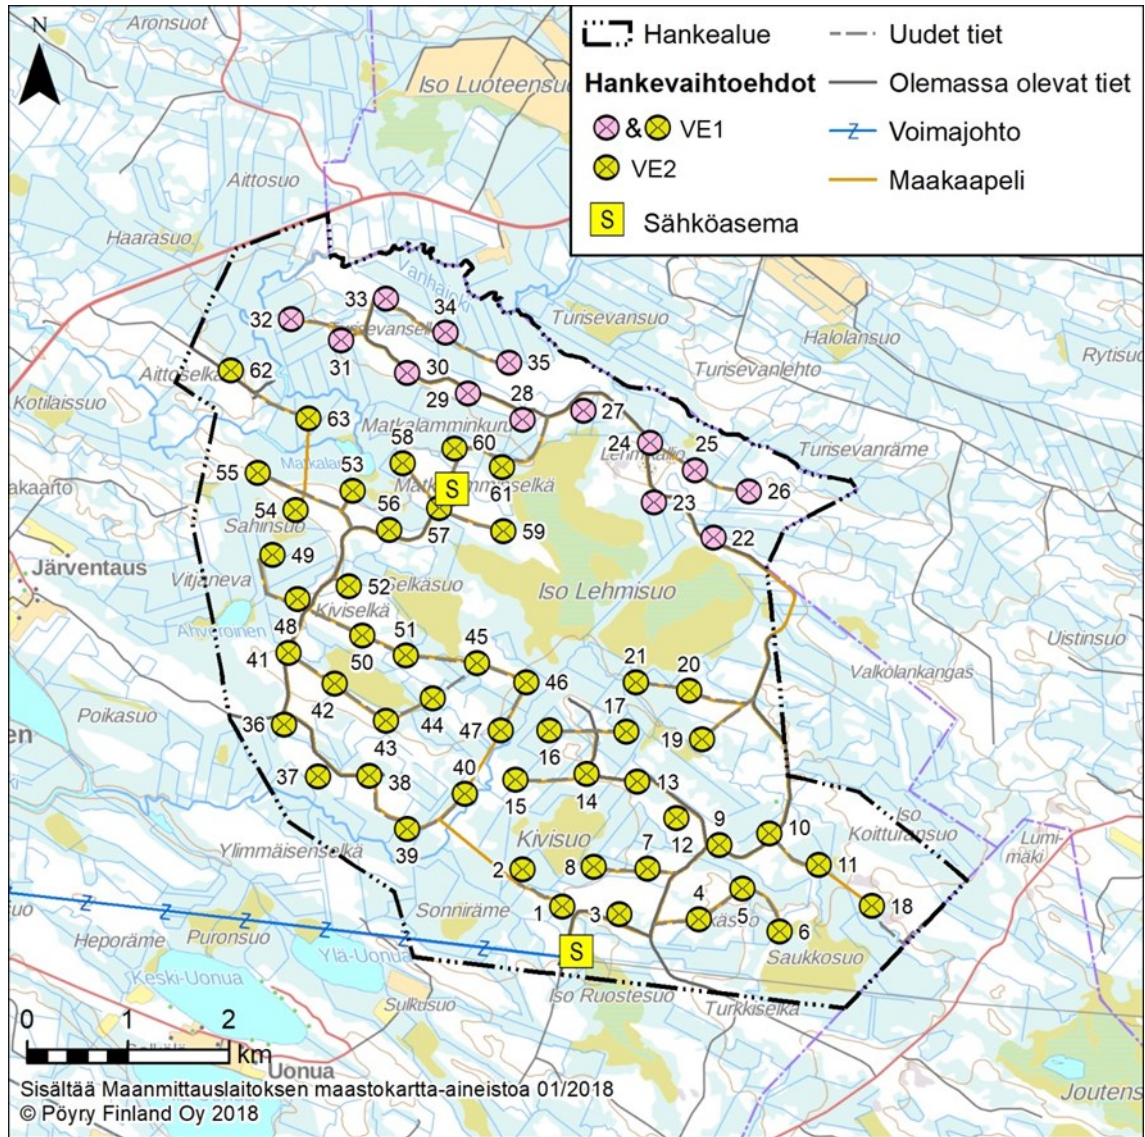 Aronsuot
N
Iso Luoteensuo
Hankealue
Uudet tiet
Hankevaihtoehdot
Olemassa olevat tiet
& VE1
Voimajohto
VE2
Maakaapeli
S Sähköasema
Aittosuo
Haarasuo
Vanhajoki
33
34
32
Turisevansuo
Halolansuo
31
30
35
Rytisuo
Aittoselkä
62
29
28
Turisevanlehto
Kotilaissuo
63
Matkalamminkuru
27
58
60
24
25
Turisevanräme
55
53
akaarto
S
61
26
54
56
57
59
23
Sahinsuo
22
49
Järventaus
Vitjaneva
52
Selkäsuo
Iso Lehmisuo
Kiviselkä
Ahveroinen
48
51
45
Uistinsuo
41
50
21
20
46
Valkolankangas
42
44
Poikasuo
36
43
47
17
19
en
16
37
38
40
15
14
13
Iso
Koitturansuo
9
10
Kivisuo
12
Lumi-
mäki
39
Ylimmäisenselkä
7
2
8
11
4
Sonniräme
1
3
5
18
6
uo
Puronsuo
Heporäme
Ylä-Uonua
S
Saukkosuo
Keski-Uonua
Sulkusuo
Iso Ruostesuo
Turkkiselkä
0 1 2
km
Uonua
Joutens
Sisältää Maanmittauslaitoksen maastokartta-aineistoa 01/2018
© Pöyry Finland Oy 2018